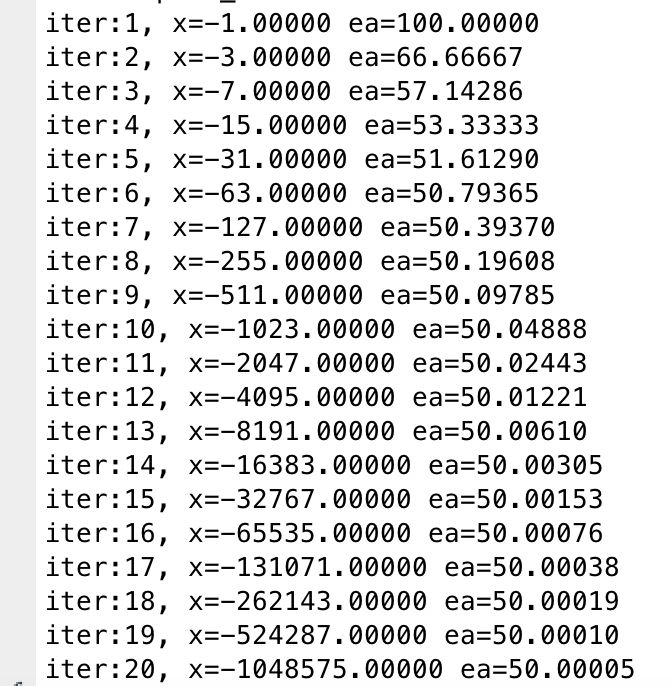 iter:1, x=-1.00000 ea=100.00000
iter:2, x=-3.00000 ea=66.66667
iter:3, x=-7.00000 ea=57.14286
iter:4, x=-15.00000 ea=53.33333
iter:5, x=-31.00000 ea=51.61290
iter:6, x=-63.00000 ea=50.79365
iter:7, x=-127.00000 ea=50.39370
iter:8, x=-255.00000 ea=50.19608
iter:9, x=-511.00000 ea=50.09785
iter:10, x=-1023.00000 ea=50.04888
iter:11, x=-2047.00000 ea=50.02443
iter:12, x=-4095.00000 ea=50.01221
iter:13, x=-8191.00000 ea=50.00610
iter:14, x=-16383.00000 ea=50.00305
iter:15, x=-32767.00000 ea=50.00153
iter:16, x=-65535.00000 ea=50.00076
iter:17, x=-131071.00000 ea=50.00038
iter:18, x=-262143.00000 ea=50.00019
iter:19, x=-524287.00000 ea=50.00010
iter:20, x=-1048575.00000 ea=50.00005